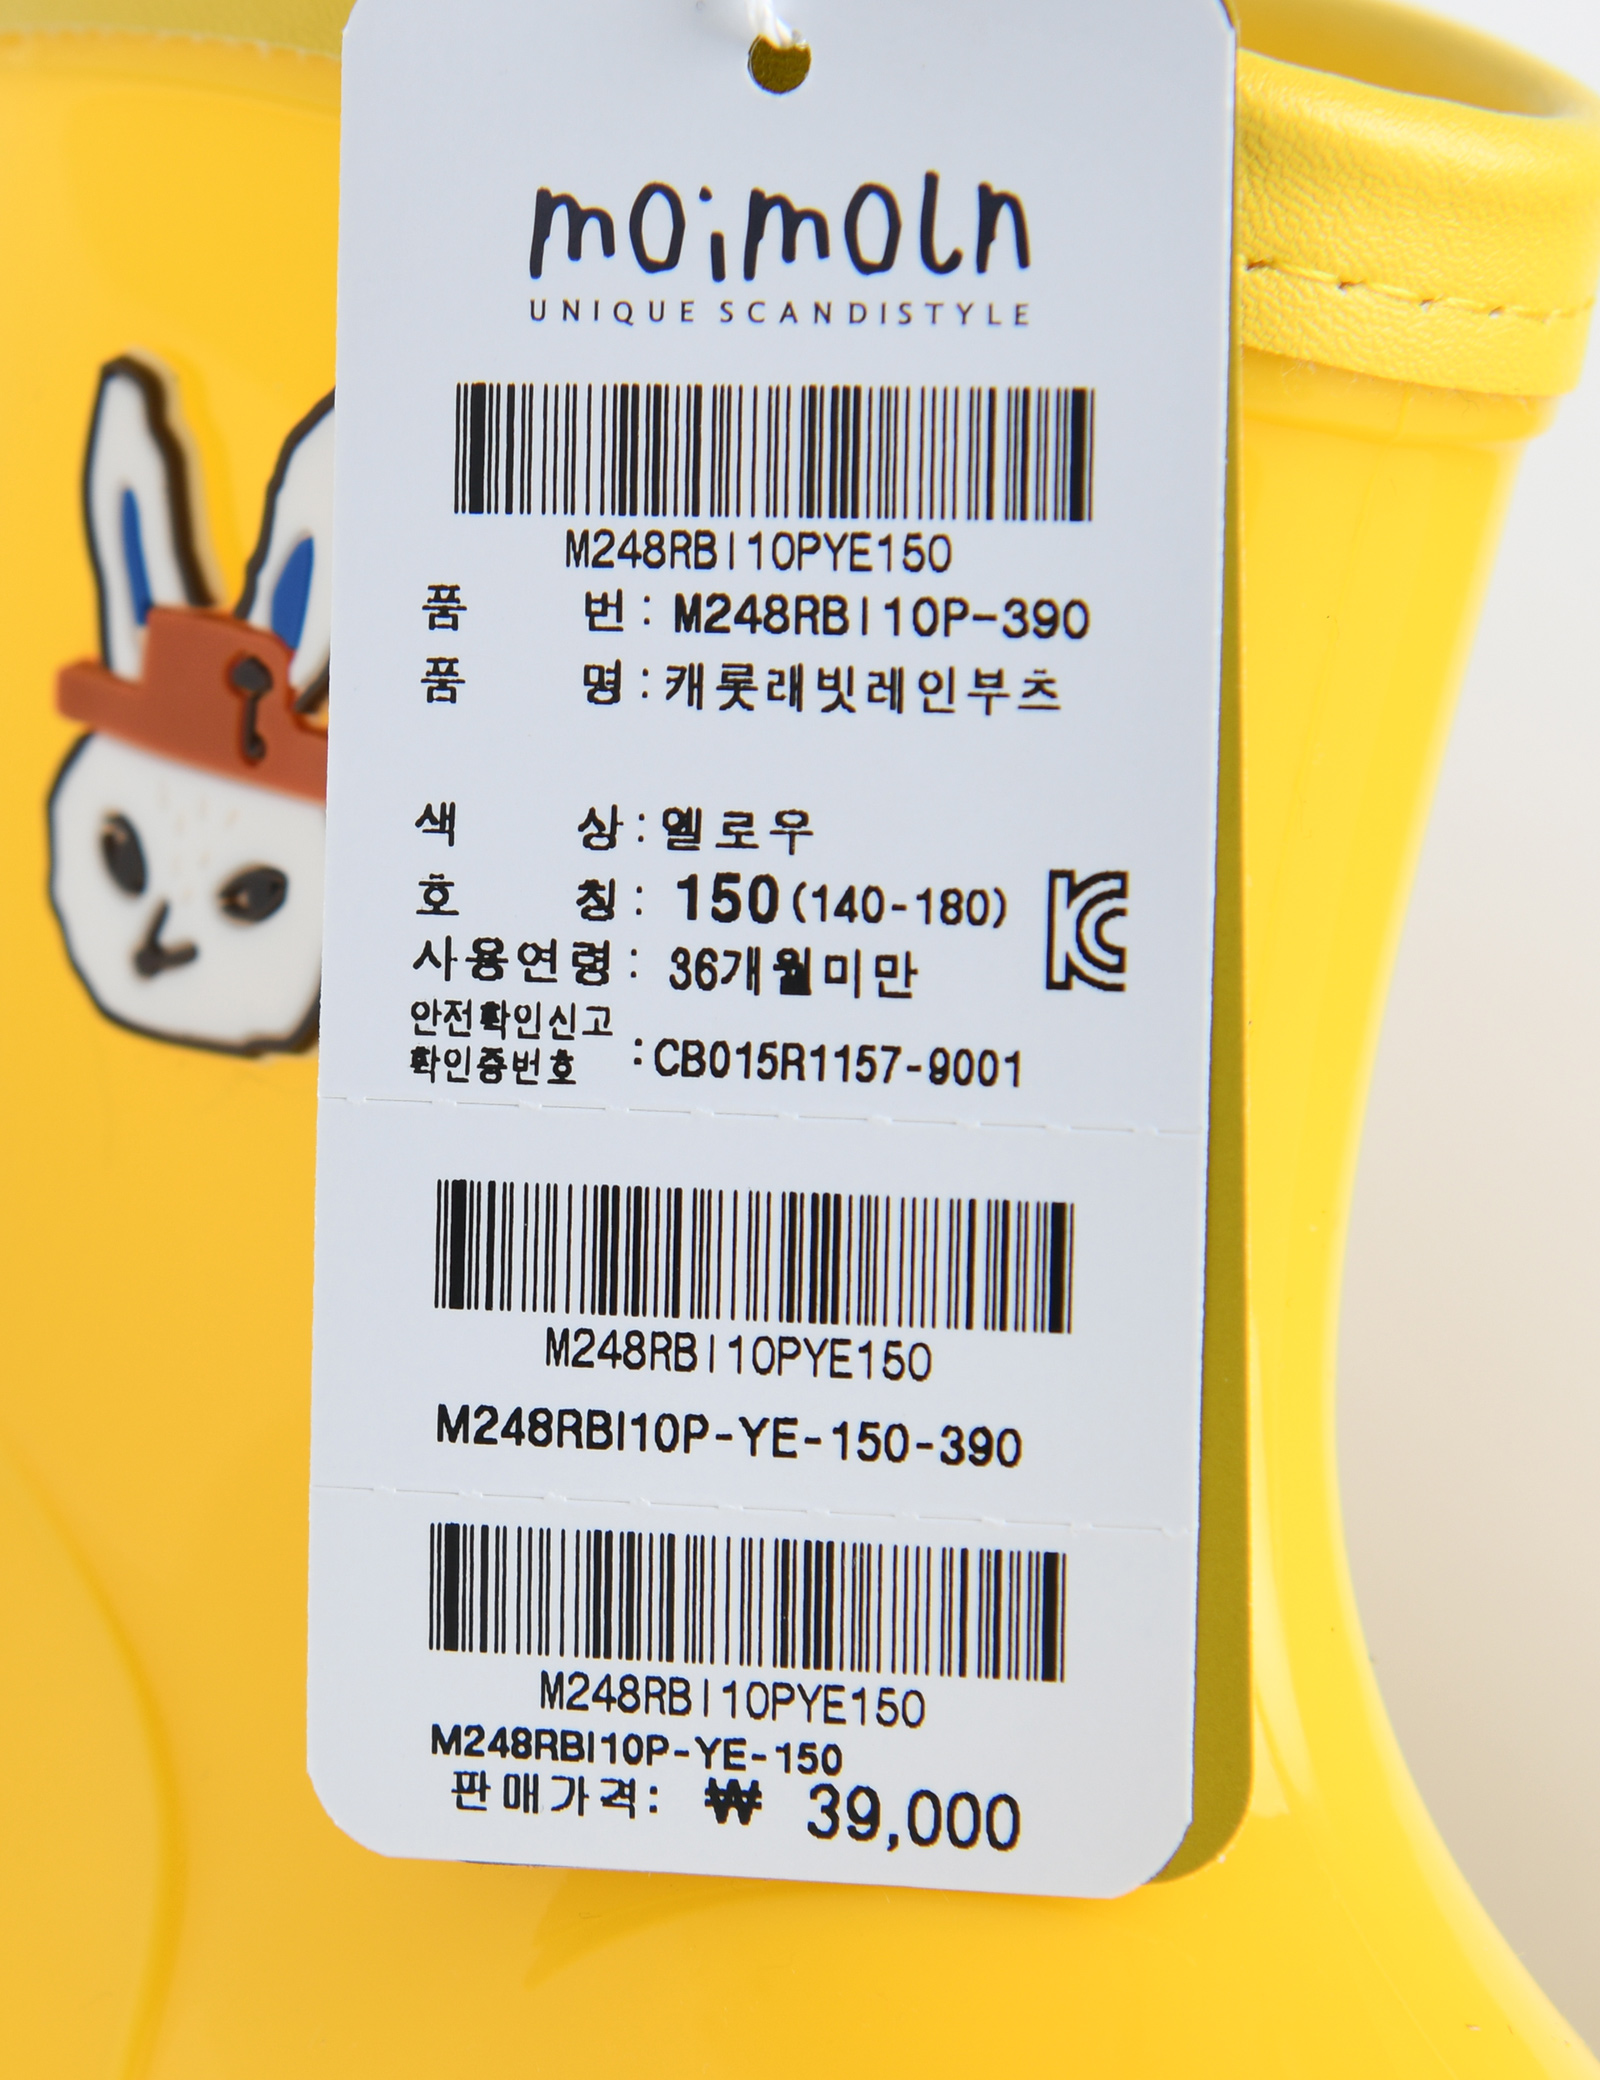 moimoln
UNIQUE SCANDISTYLE
M248RBI10PYE150
품 번 : M248RBI10P-390
품 명 : 캐롯래빗레인부츠
색 상 : 옐로우
호 칭 : 150(140-180)
사용연령 : 36개월미만
안전확인신고
확인증번호 : CB015R1157-9001
M248RBI10PYE150
M248RBI10P-YE-150-390
M248RBI10PYE150
M248RBI10P-YE-150
판매가격: ₩ 39,000